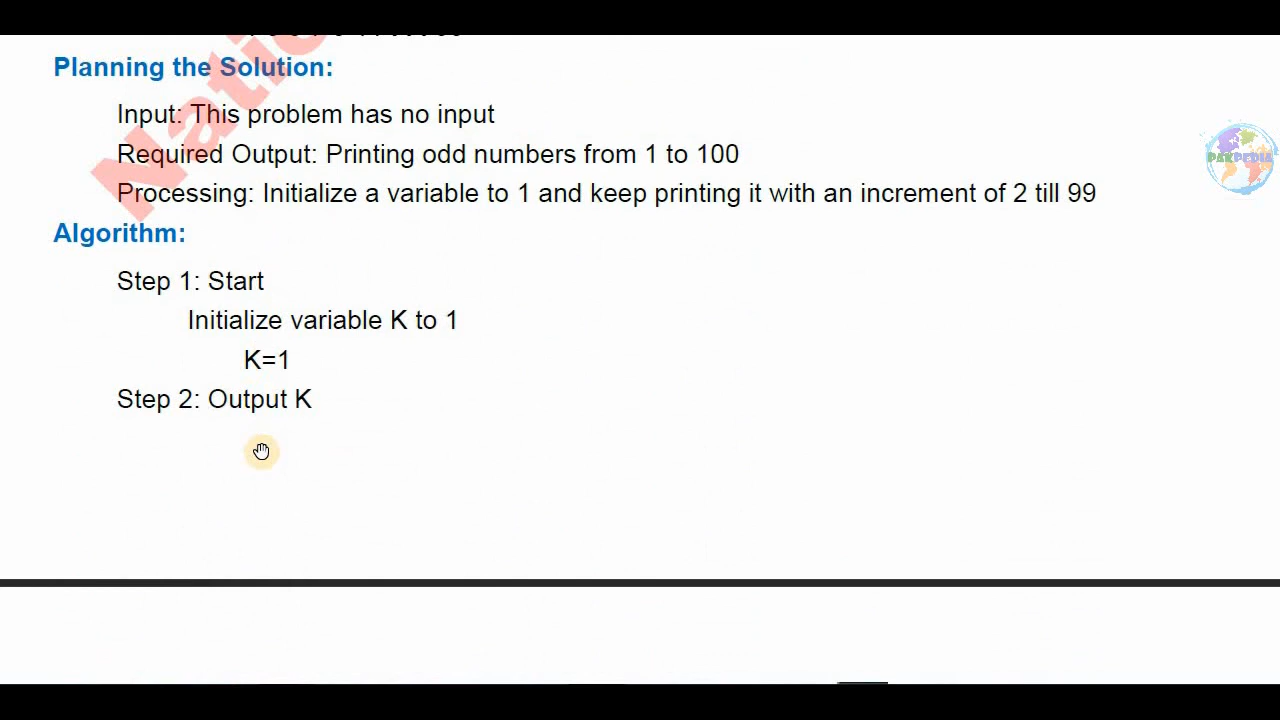 Planning the Solution:
Input: This problem has no input
Required Output: Printing odd numbers from 1 to 100
Processing: Initialize a variable to 1 and keep printing it with an increment of 2 till 99
Algorithm:
Step 1: Start
Initialize variable K to 1
K=1
Step 2: Output K
Natio
PAKPEDIA